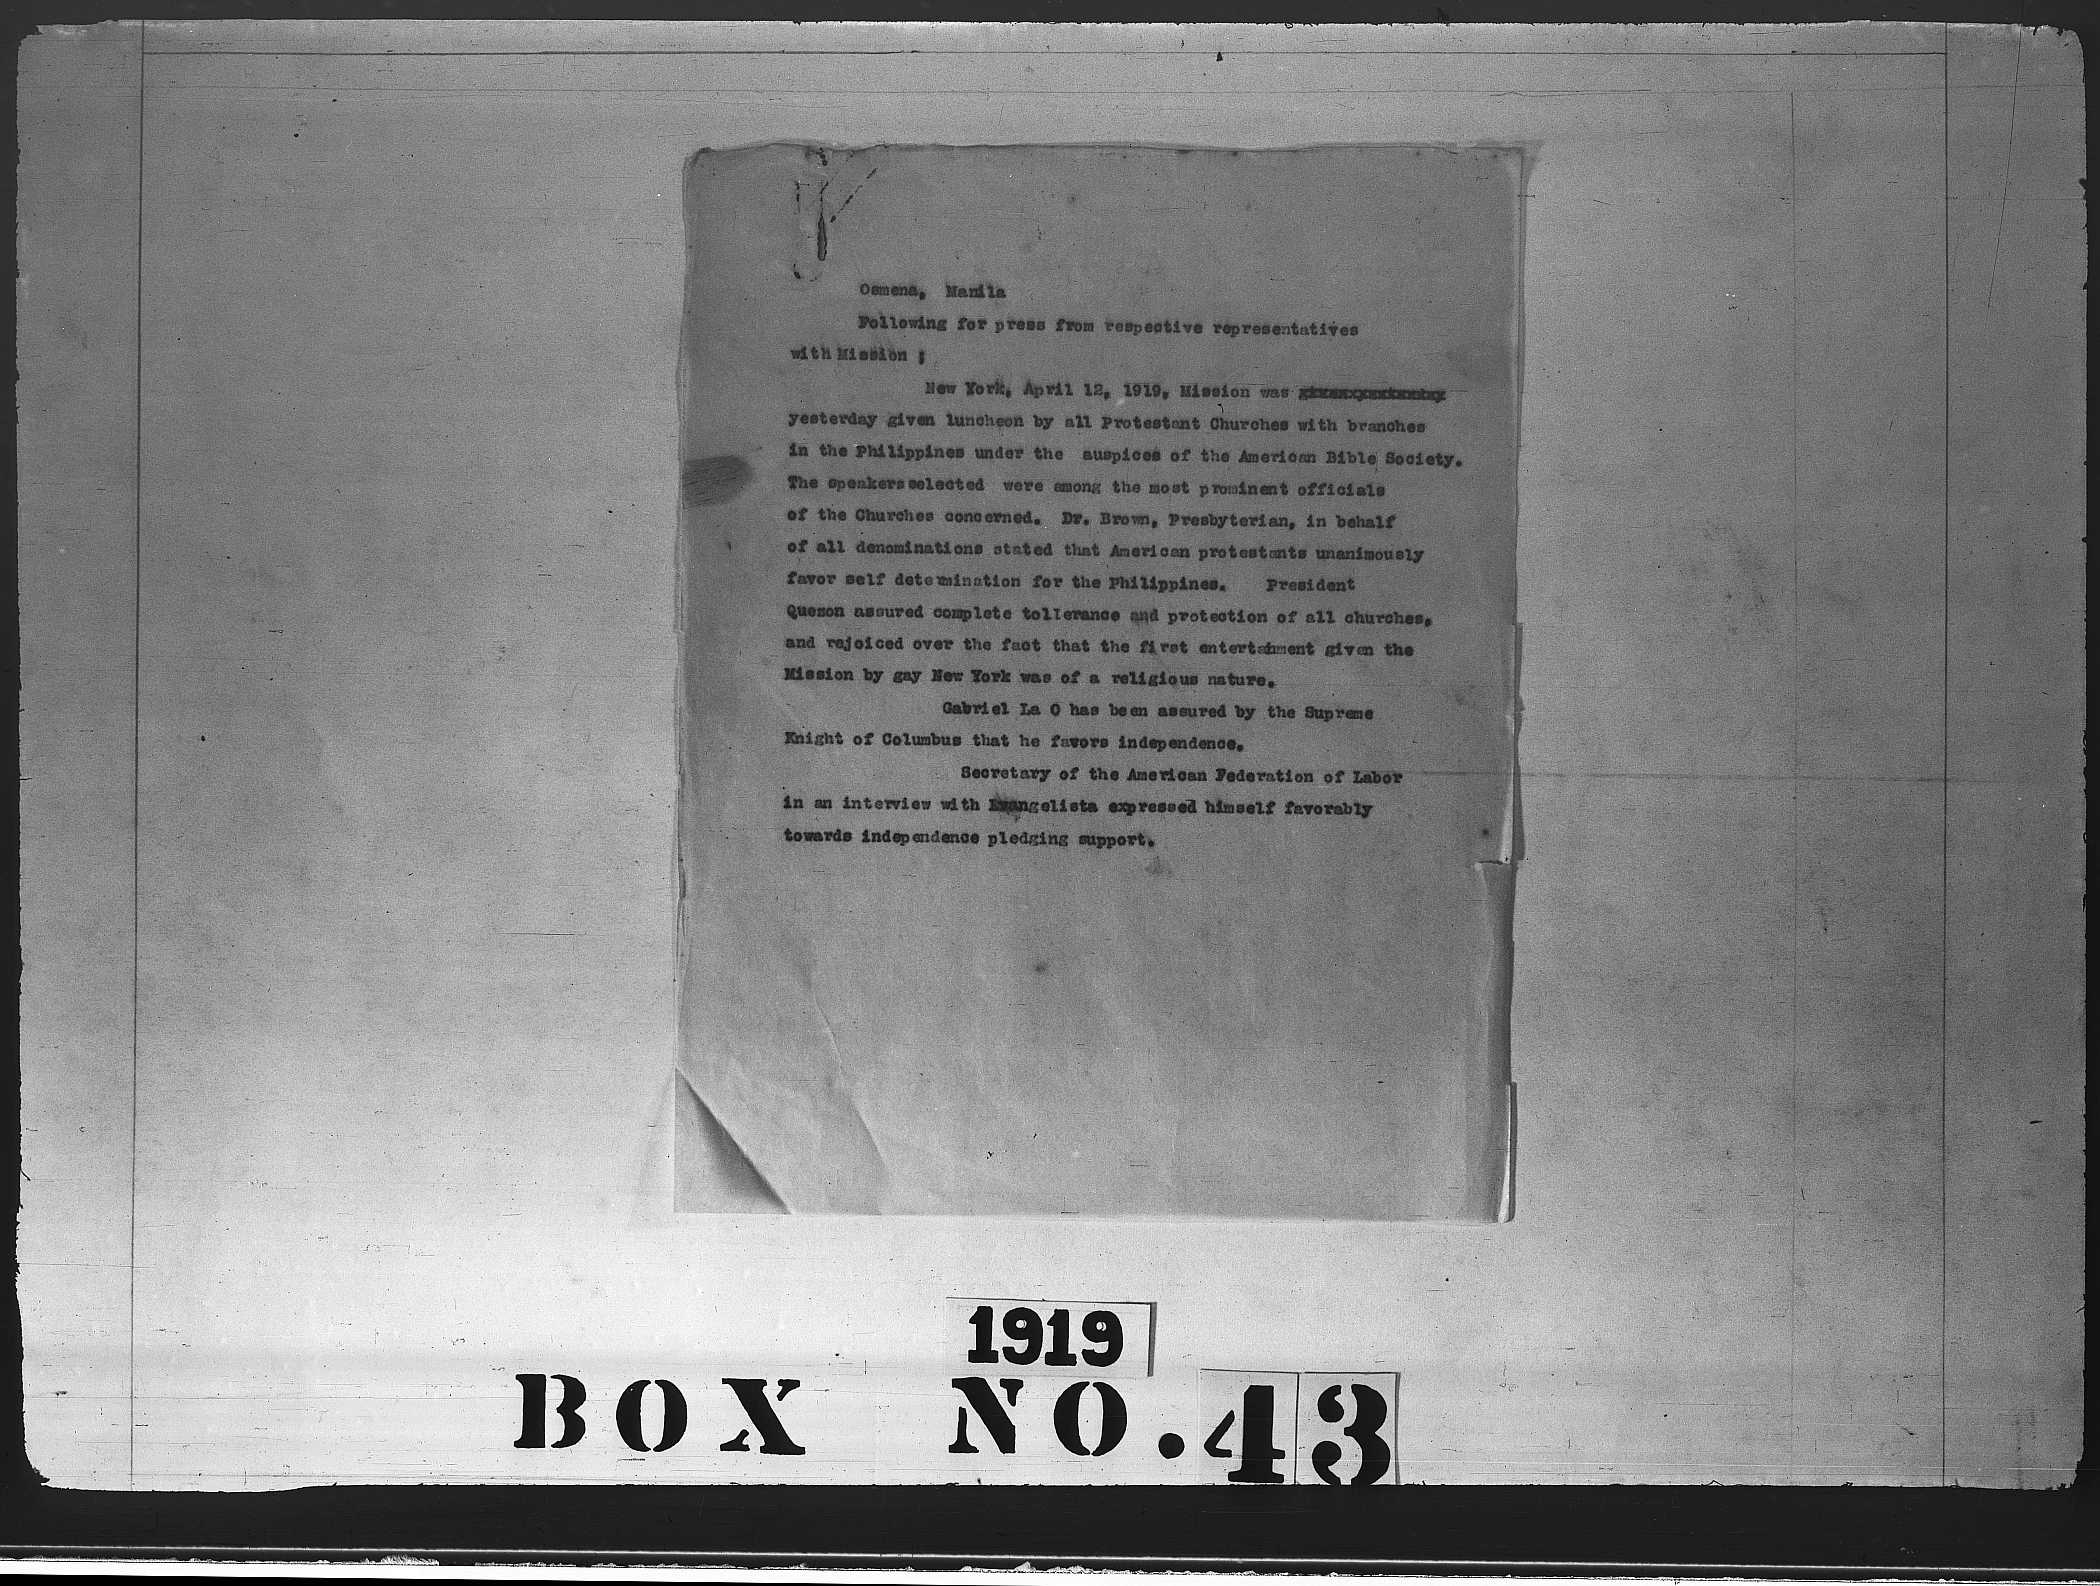 Osmena, Manila
Following for press from respective representatives
with Mission ;
New York, April 12, 1919, Mission was
yesterday given luncheon by all Protestant Churches with branches
in the Philippines under the auspices of the American Bible Society.
The speakers selected were among the most prominent officials
of the Churches concerned. Dr. Brown, Presbyterian, in behalf
of all denominations stated that American protestants unanimously
favor self determination for the Philippines. President
Quezon assured complete tollerance and protection of all churches,
and rejoiced over the fact that the first entertainment given the
Mission by gay New York was of a religious nature.
Gabriel La O has been assured by the Supreme
Knight of Columbus that he favors independence.
Secretary of the American Federation of Labor
in an interview with Evangelista expressed himself favorably
towards independence pledging support.
1919
BOX NO. 43